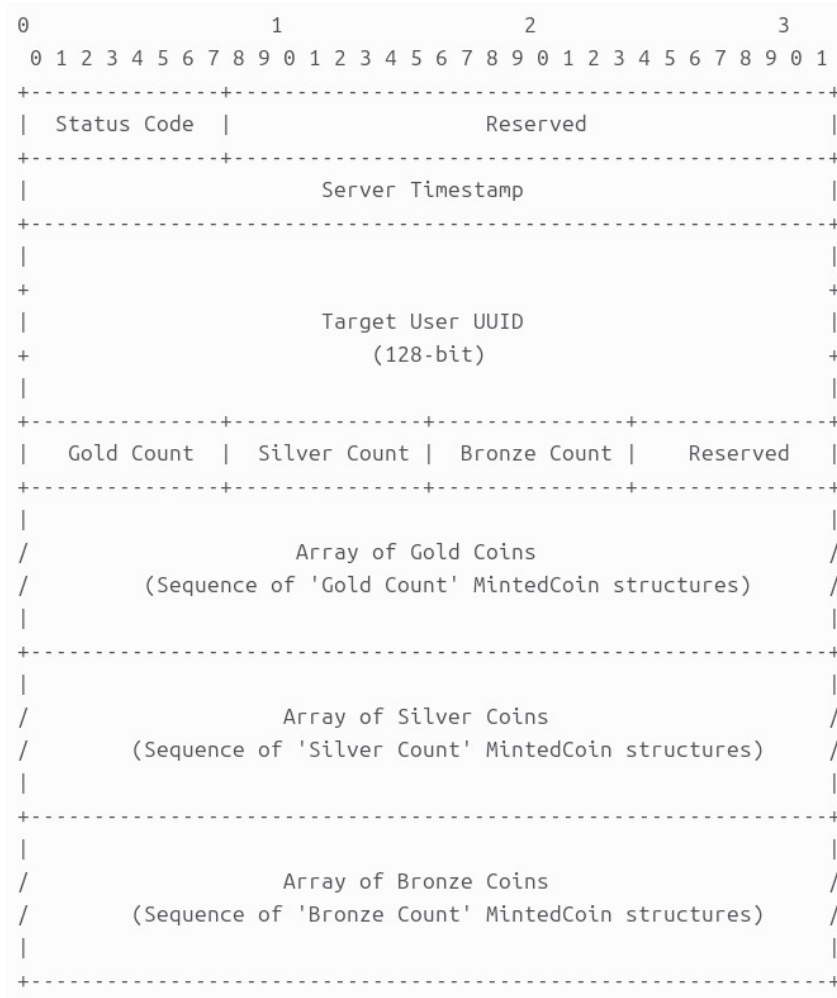 0                   1                   2                   3
 0 1 2 3 4 5 6 7 8 9 0 1 2 3 4 5 6 7 8 9 0 1 2 3 4 5 6 7 8 9 0 1
+---------------+-----------------------------------------------+
|  Status Code  |                    Reserved                   |
+---------------+-----------------------------------------------+
|                       Server Timestamp                        |
+---------------------------------------------------------------+
|                                                               |
+                                                               +
|                       Target User UUID                        |
+                           (128-bit)                           +
|                                                               |
+---------------+---------------+---------------+---------------+
|   Gold Count  |  Silver Count |  Bronze Count |    Reserved   |
+---------------+---------------+---------------+---------------+
|                                                               |
/                     Array of Gold Coins                       /
/         (Sequence of 'Gold Count' MintedCoin structures)      /
|                                                               |
+---------------------------------------------------------------+
|                                                               |
/                    Array of Silver Coins                      /
/        (Sequence of 'Silver Count' MintedCoin structures)     /
|                                                               |
+---------------------------------------------------------------+
|                                                               |
/                    Array of Bronze Coins                      /
/        (Sequence of 'Bronze Count' MintedCoin structures)     /
|                                                               |
+---------------------------------------------------------------+